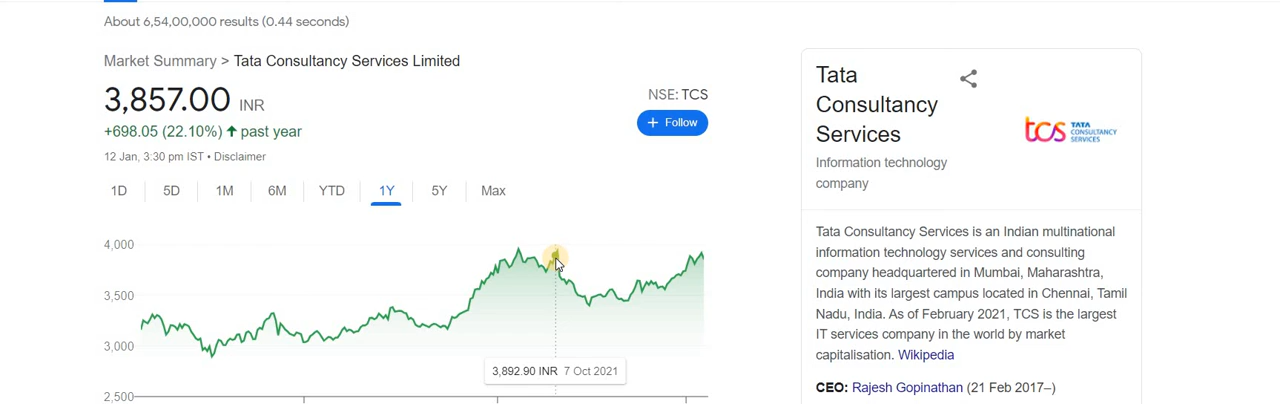 About 6,54,00,000 results (0.44 seconds)
Market Summary > Tata Consultancy Services Limited
3,857.00 INR
+698.05 (22.10%) past year
12 Jan, 3:30 pm IST • Disclaimer
NSE: TCS
+ Follow
1D 5D 1M 6M YTD 1Y 5Y Max
4,000
3,500
3,000
2,500
3,892.90 INR 7 Oct 2021
Tata
Consultancy
Services
Information technology
company
tcs TATA
CONSULTANCY
SERVICES
Tata Consultancy Services is an Indian multinational
information technology services and consulting
company headquartered in Mumbai, Maharashtra,
India with its largest campus located in Chennai, Tamil
Nadu, India. As of February 2021, TCS is the largest
IT services company in the world by market
capitalisation. Wikipedia
CEO: Rajesh Gopinathan (21 Feb 2017–)